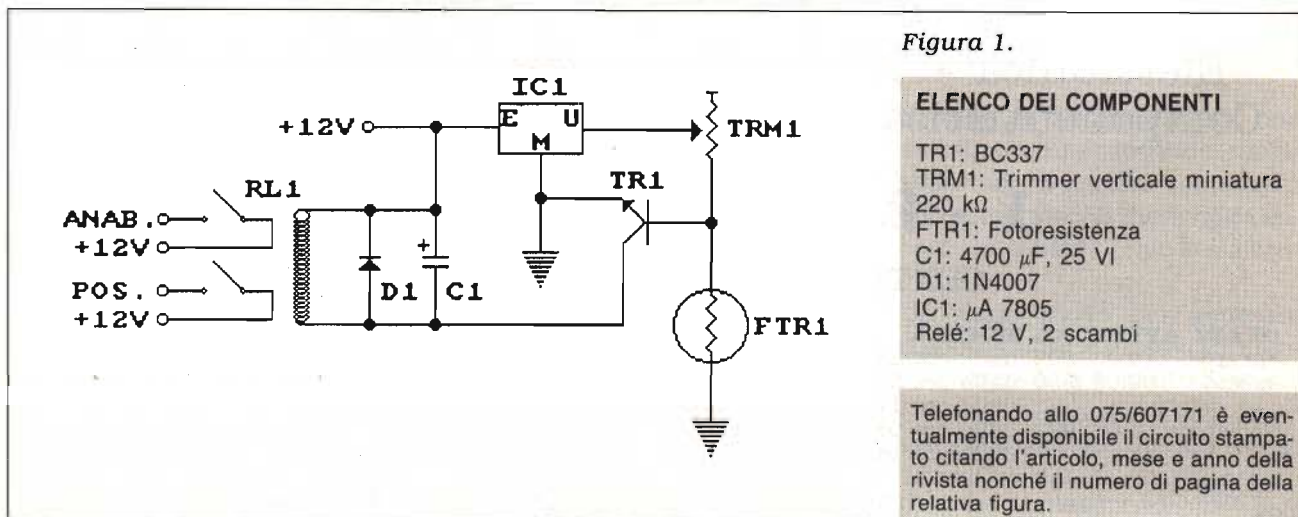 Figura 1.
ELENCO DEI COMPONENTI
TR1: BC337
TRM1: Trimmer verticale miniatura
220 kΩ
FTR1: Fotoresistenza
C1: 4700 μF, 25 Vl
D1: 1N4007
IC1: μA 7805
Relé: 12 V, 2 scambi
Telefonando allo 075/607171 è even-
tualmente disponibile il circuito stampa-
to citando l'articolo, mese e anno della
rivista nonché il numero di pagina della
relativa figura.
IC1
+12V
E U
M
TRM1
TR1
RL1
ANAB.
+12V
POS.
+12V
+
D1 C1
FTR1